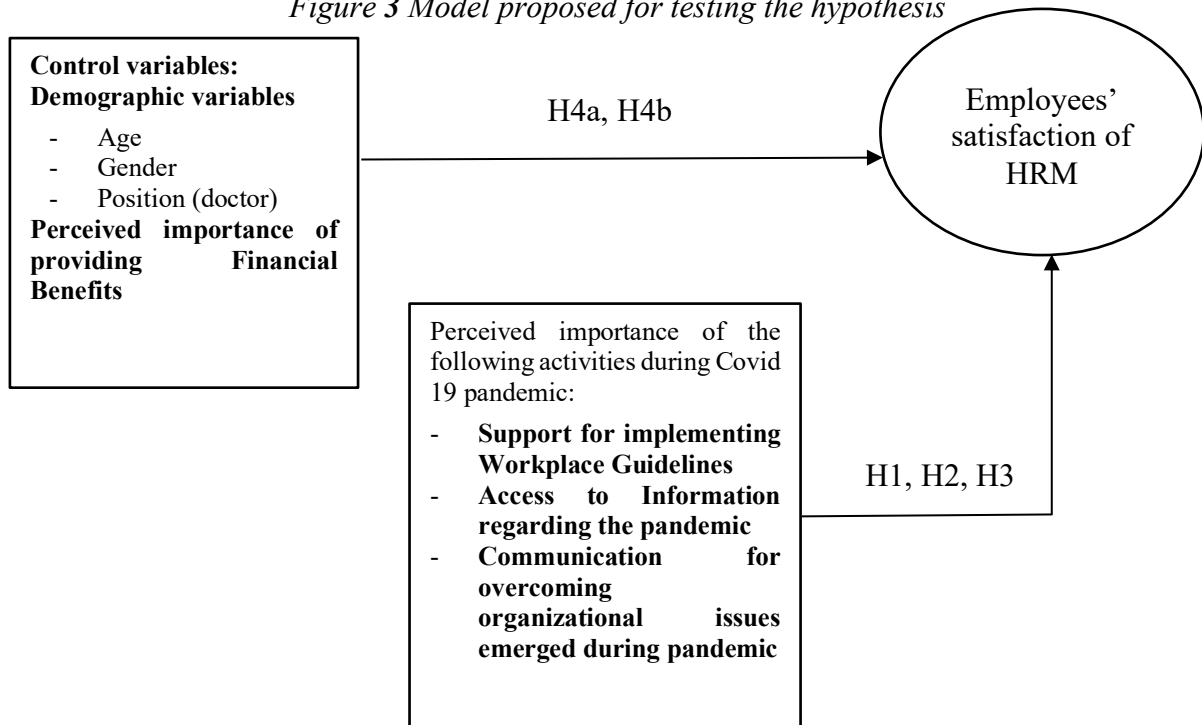 Figure 3 Model proposed for testing the hypothesis
Control variables:
Demographic variables
- Age
- Gender
- Position (doctor)
Perceived importance of
providing Financial
Benefits
H4a, H4b
Employees’
satisfaction of
HRM
Perceived importance of the
following activities during Covid
19 pandemic:
- Support for implementing
Workplace Guidelines
- Access to Information
regarding the pandemic
- Communication for
overcoming
organizational issues
emerged during pandemic
H1, H2, H3